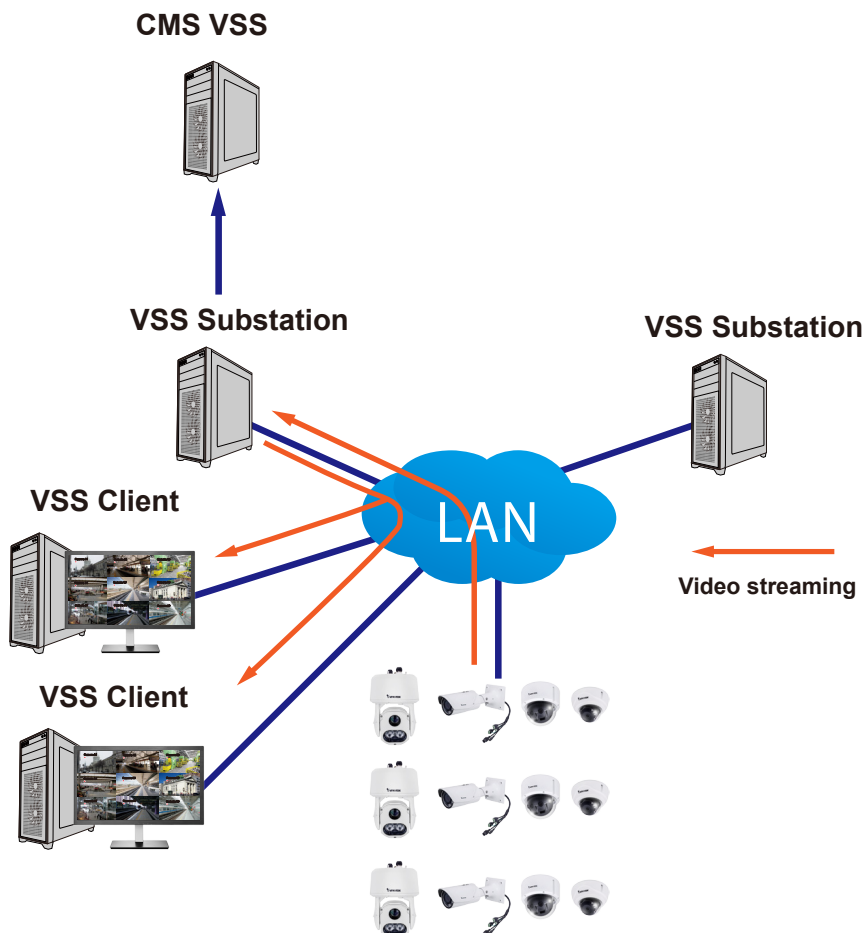 CMS VSS
VSS Substation
VSS Substation
VSS Client
LAN
Video streaming
VSS Client